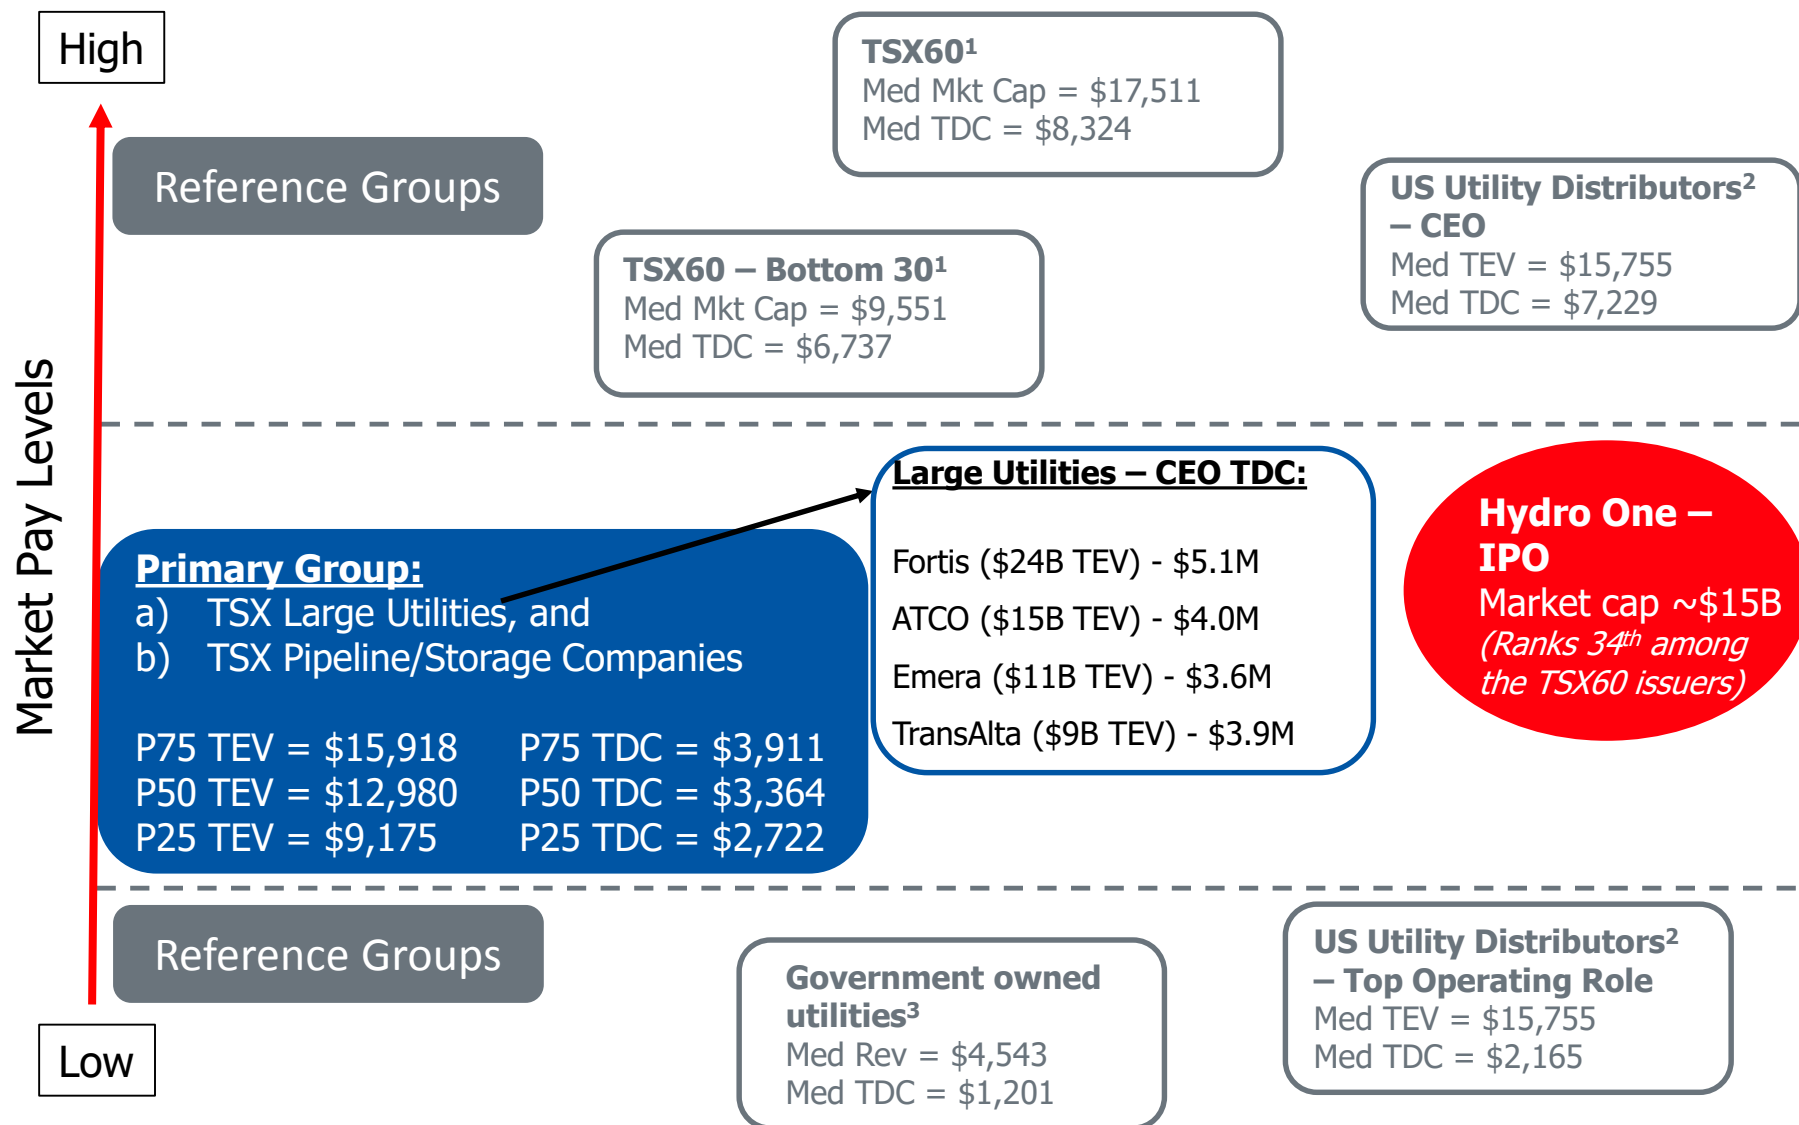 High
TSX60¹
Med Mkt Cap = $17,511
Med TDC = $8,324
Reference Groups
US Utility Distributors²
– CEO
Med TEV = $15,755
Med TDC = $7,229
TSX60 – Bottom 30¹
Med Mkt Cap = $9,551
Med TDC = $6,737
Market Pay Levels
Primary Group:
a) TSX Large Utilities, and
b) TSX Pipeline/Storage Companies
P75 TEV = $15,918 P75 TDC = $3,911
P50 TEV = $12,980 P50 TDC = $3,364
P25 TEV = $9,175 P25 TDC = $2,722
Large Utilities – CEO TDC:
Fortis ($24B TEV) - $5.1M
ATCO ($15B TEV) - $4.0M
Emera ($11B TEV) - $3.6M
TransAlta ($9B TEV) - $3.9M
Hydro One –
IPO
Market cap ~$15B
(Ranks 34th among
the TSX60 issuers)
Reference Groups
Government owned
utilities³
Med Rev = $4,543
Med TDC = $1,201
US Utility Distributors²
– Top Operating Role
Med TEV = $15,755
Med TDC = $2,165
Low